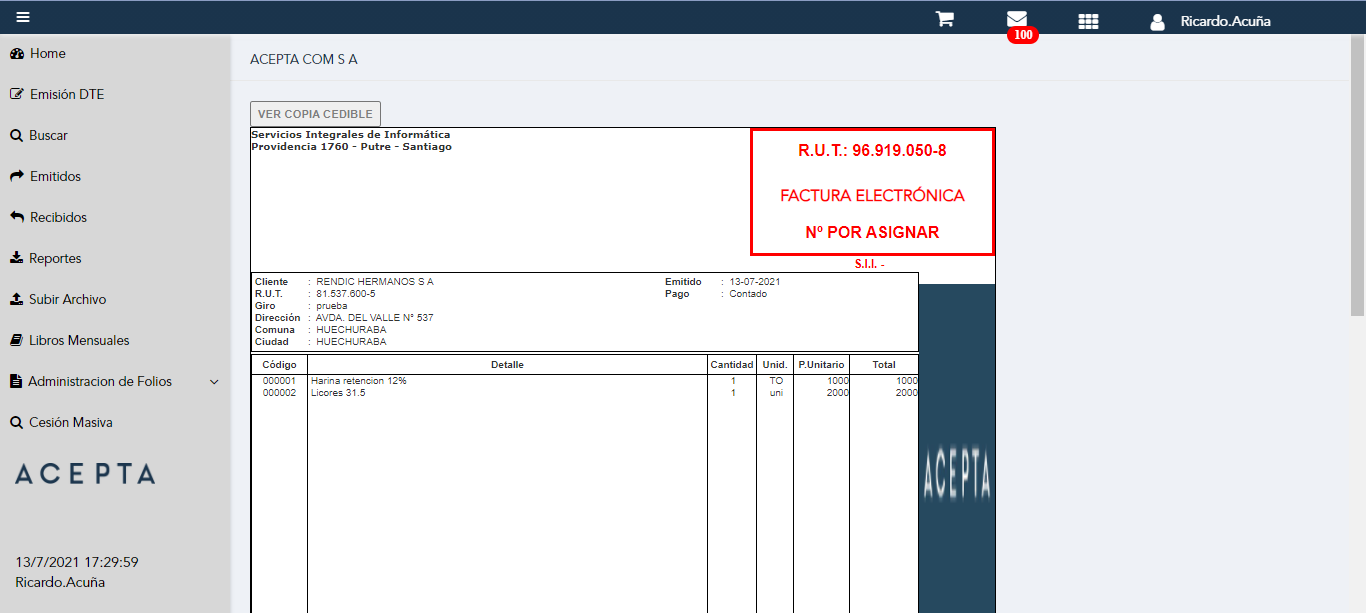 Ricardo.Acuña
100
Home
Emisión DTE
Buscar
Emitidos
Recibidos
Reportes
Subir Archivo
Libros Mensuales
Administracion de Folios
Cesión Masiva
ACEPTA
13/7/2021 17:29:59
Ricardo.Acuña
ACEPTA COM S A
VER COPIA CEDIBLE
Servicios Integrales de Informática
Providencia 1760 - Putre - Santiago
R.U.T.: 96.919.050-8
FACTURA ELECTRÓNICA
Nº POR ASIGNAR
S.I.I. -
Cliente : RENDIC HERMANOS S A Emitido : 13-07-2021
R.U.T. : 81.537.600-5 Pago : Contado
Giro : prueba
Dirección : AVDA. DEL VALLE N° 537
Comuna : HUECHURABA
Ciudad : HUECHURABA
Código Detalle Cantidad Unid. P.Unitario Total
000001 Harina retencion 12% 1 TO 1000 1000
000002 Licores 31.5 1 uni 2000 2000
ACEPTA